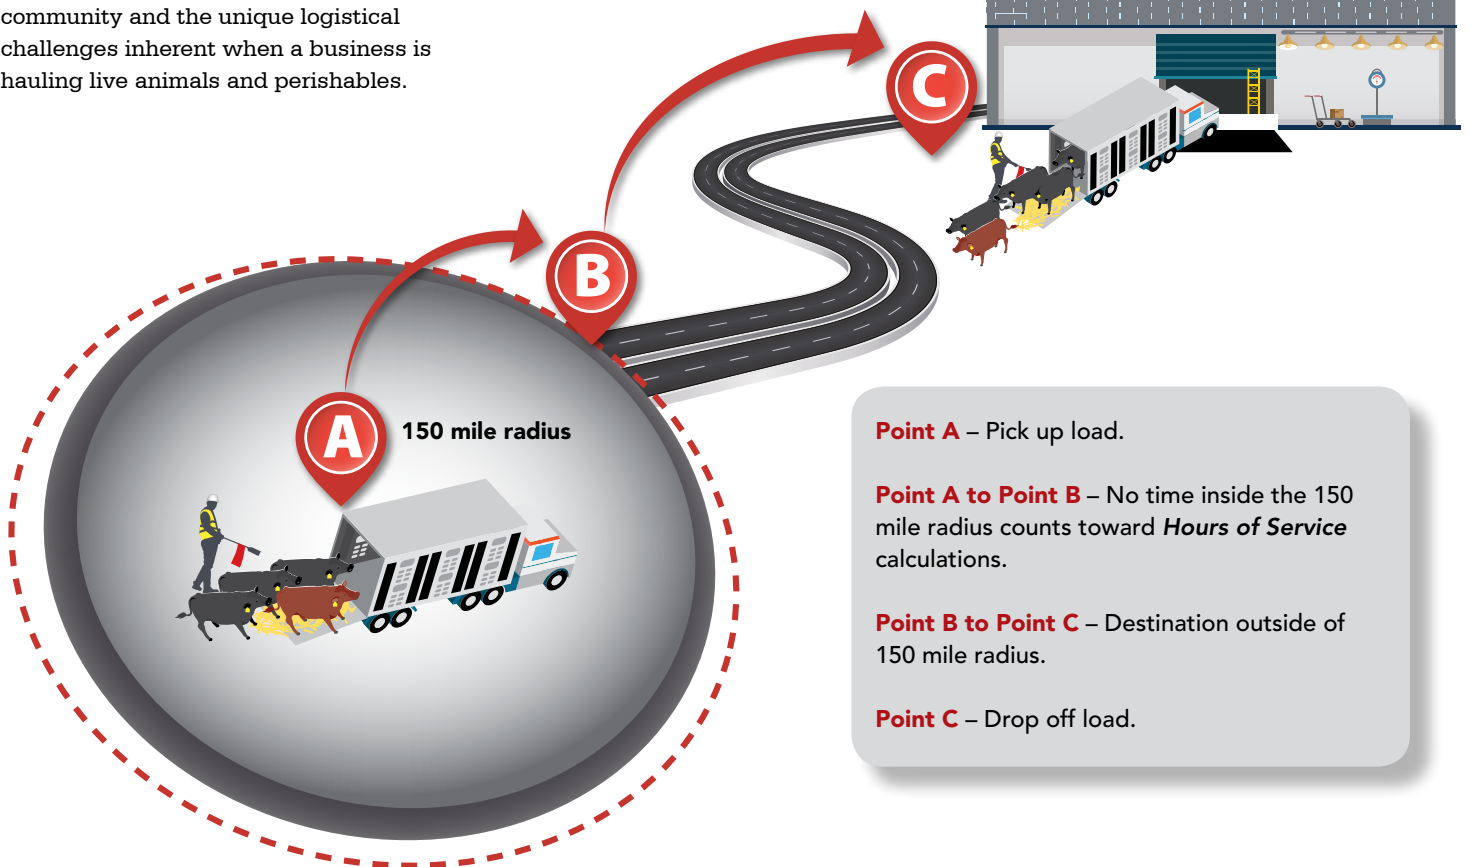 community and the unique logistical
challenges inherent when a business is
hauling live animals and perishables.
C
B
A
150 mile radius
Point A – Pick up load.
Point A to Point B – No time inside the 150
mile radius counts toward Hours of Service
calculations.
Point B to Point C – Destination outside of
150 mile radius.
Point C – Drop off load.